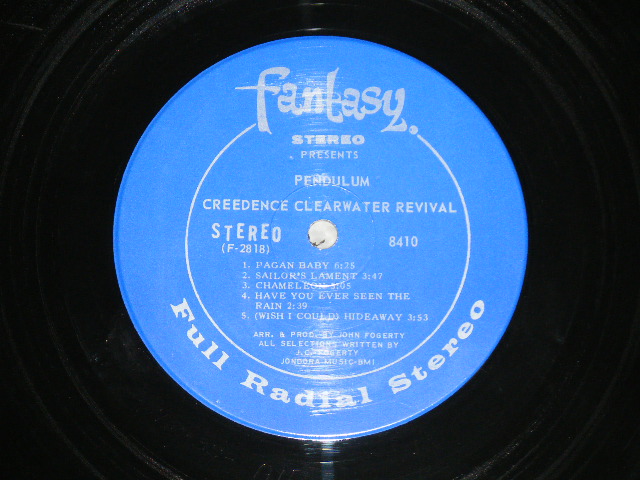 fantasy.
STEREO
PRESENTS
PENDULUM
CREEDENCE CLEARWATER REVIVAL
STEREO 8410
(F-2818)
1. PAGAN BABY 6:25
2. SAILOR'S LAMENT 3:47
3. CHAMELEON 3:05
4. HAVE YOU EVER SEEN THE
RAIN 2:39
5. (WISH I COULD) HIDEAWAY 3:53
ARR. & PROD. BY JOHN FOGERTY
ALL SELECTIONS WRITTEN BY
J.C. FOGERTY
JONDORA-MUSIC-BMI
Full Radial Stereo